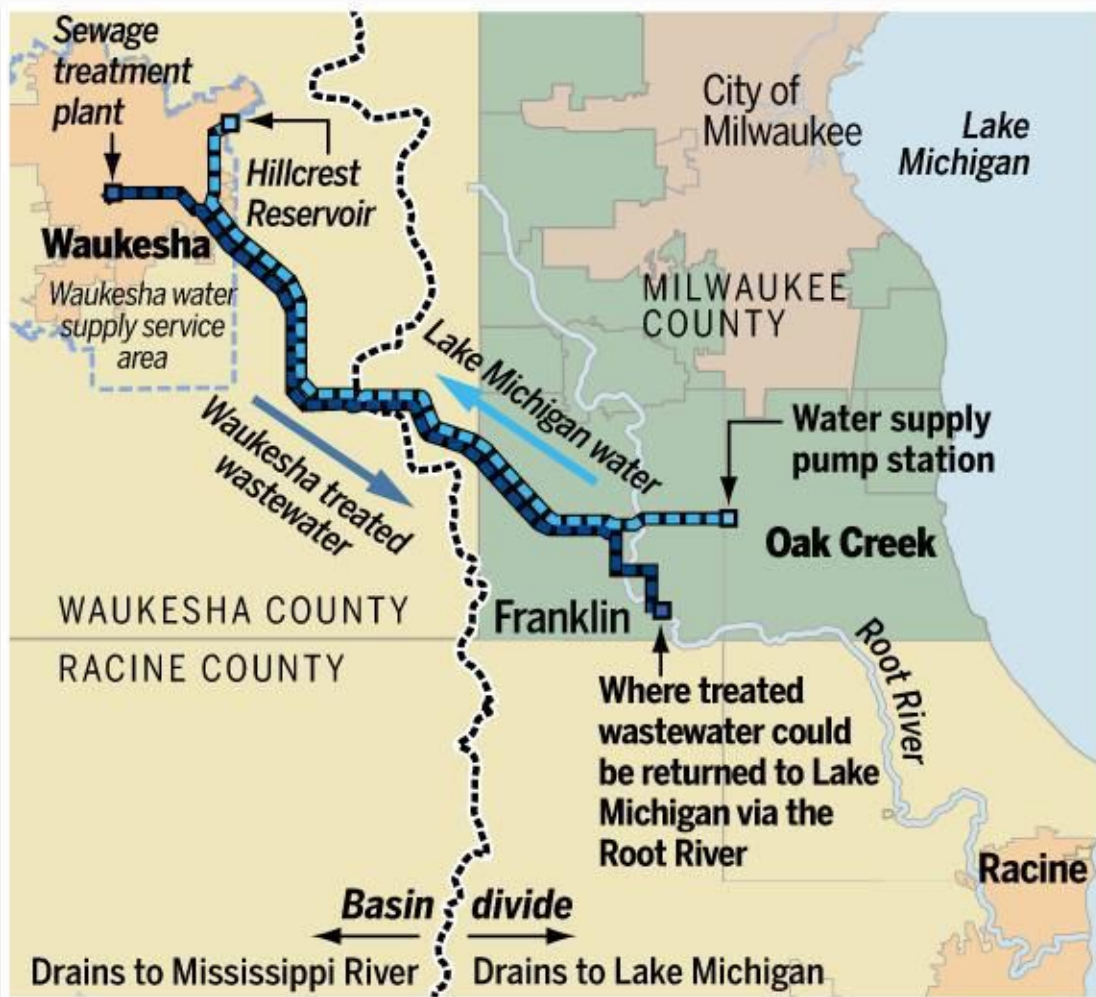 Sewage
treatment
plant
Hillcrest
Reservoir
Waukesha
Waukesha water
supply service
area
City of
Milwaukee
Lake
Michigan
MILWAUKEE
COUNTY
Lake Michigan water
Waukesha treated
wastewater
Water supply
pump station
Oak Creek
Franklin
WAUKESHA COUNTY
RACINE COUNTY
Root River
Where treated
wastewater could
be returned to Lake
Michigan via the
Root River
Racine
Basin divide
Drains to Mississippi River
Drains to Lake Michigan